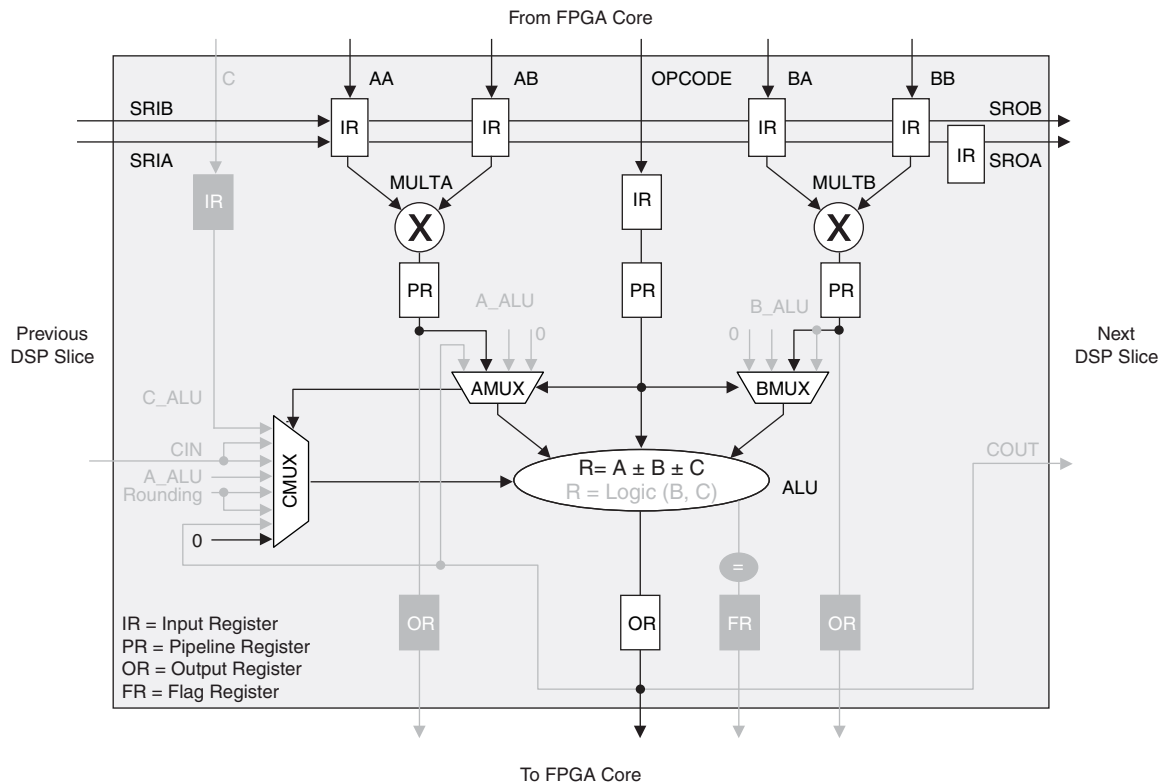 From FPGA Core
C
AA
AB
OPCODE
BA
BB
SRIB
SROB
IR
IR
IR
IR
SRIA
IR
SROA
IR
MULTA
IR
MULTB
X
X
PR
PR
PR
A_ALU
B_ALU
0
0
Previous
DSP Slice
Next
DSP Slice
AMUX
BMUX
C_ALU
CIN
A_ALU
Rounding
0
CMUX
R= A ± B ± C
R = Logic (B, C)
ALU
COUT
=
OR
OR
FR
OR
IR = Input Register
PR = Pipeline Register
OR = Output Register
FR = Flag Register
To FPGA Core